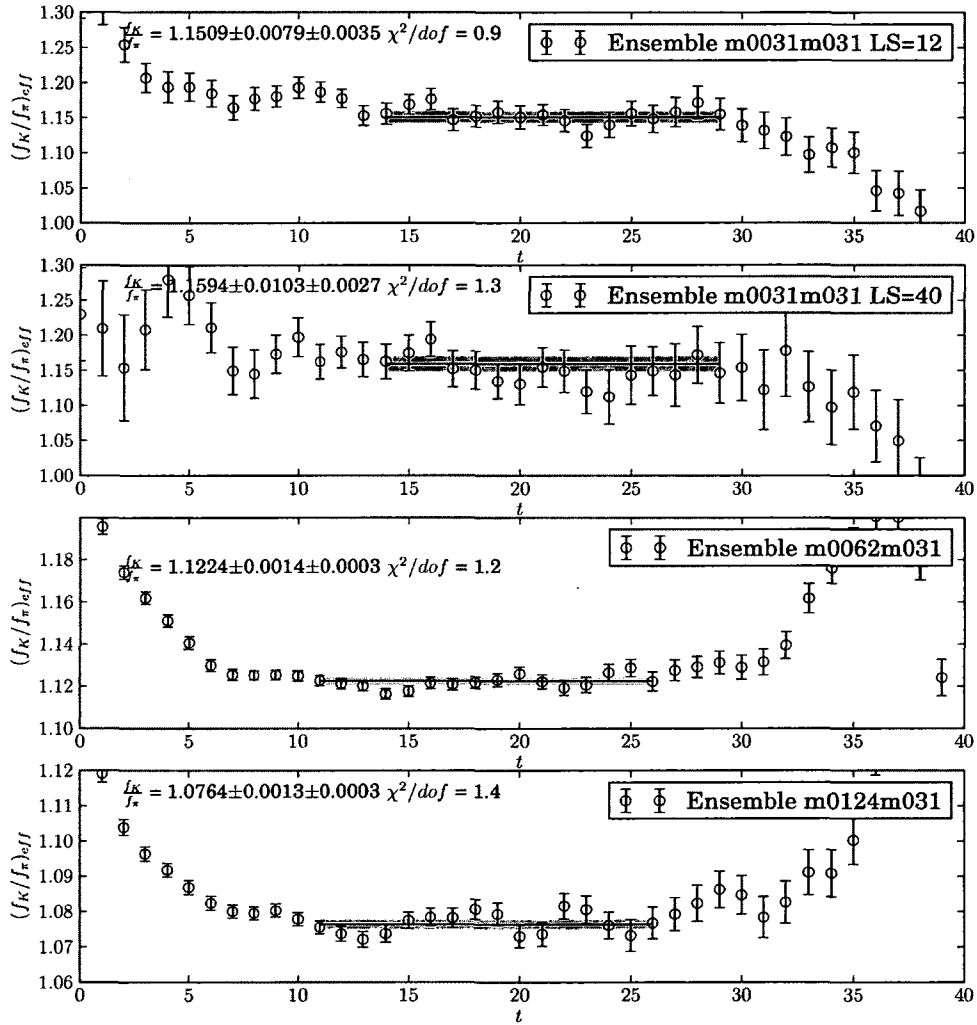 1.30
1.25
1.20
1.15
1.10
1.05
1.00
(f_K/f_π)_eff
f_K/f_π = 1.1509±0.0079±0.0035 χ²/dof = 0.9
Ensemble m0031m031 LS=12
0 5 10 15 20 25 30 35 40
t
1.30
1.25
1.20
1.15
1.10
1.05
1.00
(f_K/f_π)_eff
f_K/f_π = 1.1594±0.0103±0.0027 χ²/dof = 1.3
Ensemble m0031m031 LS=40
0 5 10 15 20 25 30 35 40
t
1.18
1.16
1.14
1.12
1.10
(f_K/f_π)_eff
f_K/f_π = 1.1224±0.0014±0.0003 χ²/dof = 1.2
Ensemble m0062m031
0 5 10 15 20 25 30 35 40
t
1.12
1.11
1.10
1.09
1.08
1.07
1.06
(f_K/f_π)_eff
f_K/f_π = 1.0764±0.0013±0.0003 χ²/dof = 1.4
Ensemble m0124m031
0 5 10 15 20 25 30 35 40
t